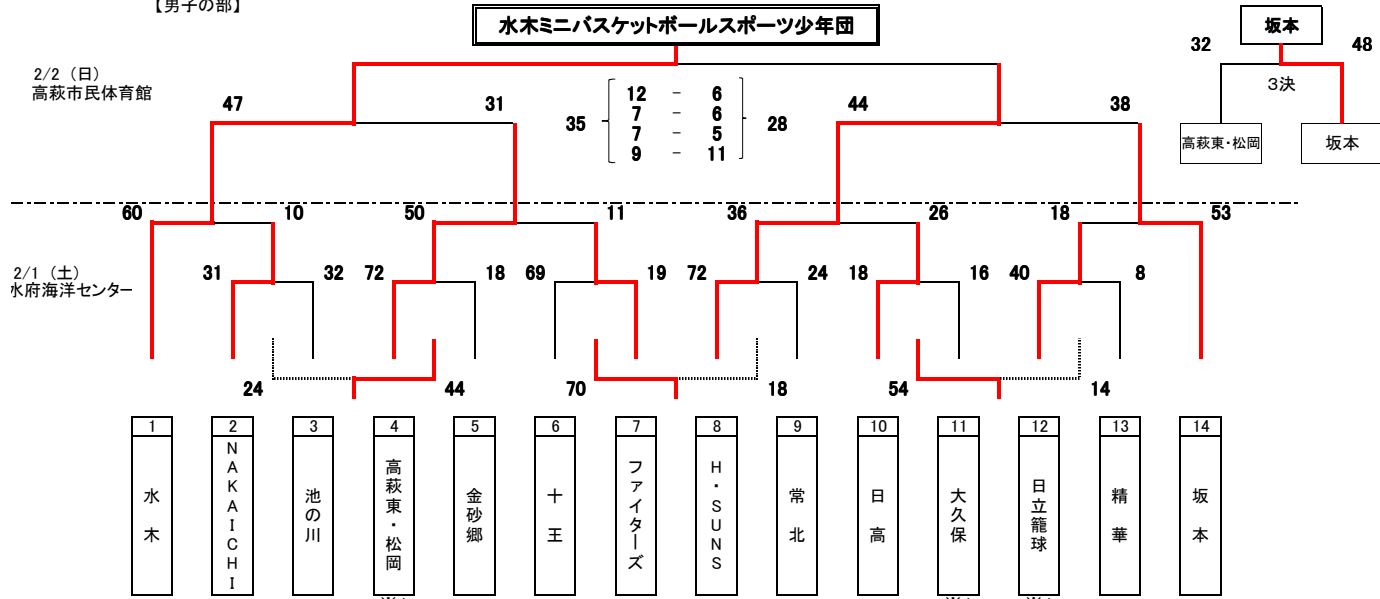 【男子の部】
水木ミニバスケットボールスポーツ少年団
坂本
32
48
3決
高萩東・松岡
坂本
2/2 (日)
高萩市民体育館
47
31
35
12 - 6
7 - 6
7 - 5
9 - 11
28
44
38
60
10
50
11
36
26
18
53
2/1 (土)
水府海洋センター
31
32
72
18
69
19
72
24
18
16
40
8
24
44
70
18
54
14
1
2
3
4
5
6
7
8
9
10
11
12
13
14
水木
NAKAICHI
池の川
高萩東・松岡
金砂郷
十王
ファイターズ
H・SUNS
常北
日高
大久保
日立籠球
精華
坂本